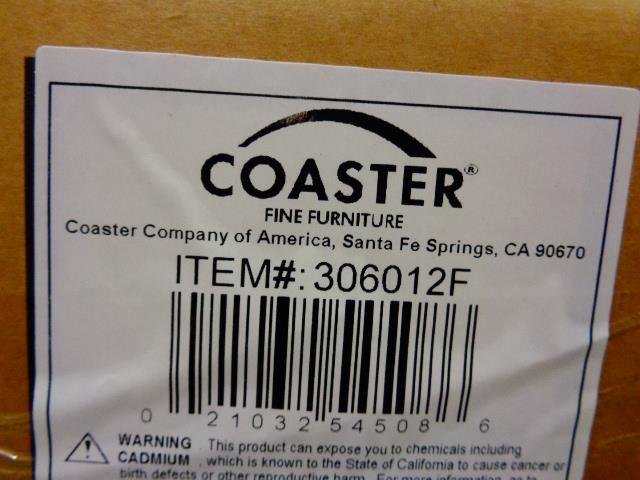 COASTER®
FINE FURNITURE
Coaster Company of America, Santa Fe Springs, CA 90670
ITEM#: 306012F
0 21032 54508 6
WARNING This product can expose you to chemicals including
CADMIUM , which is known to the State of California to cause cancer or
birth defects or other reproductive harm. For more information, go to